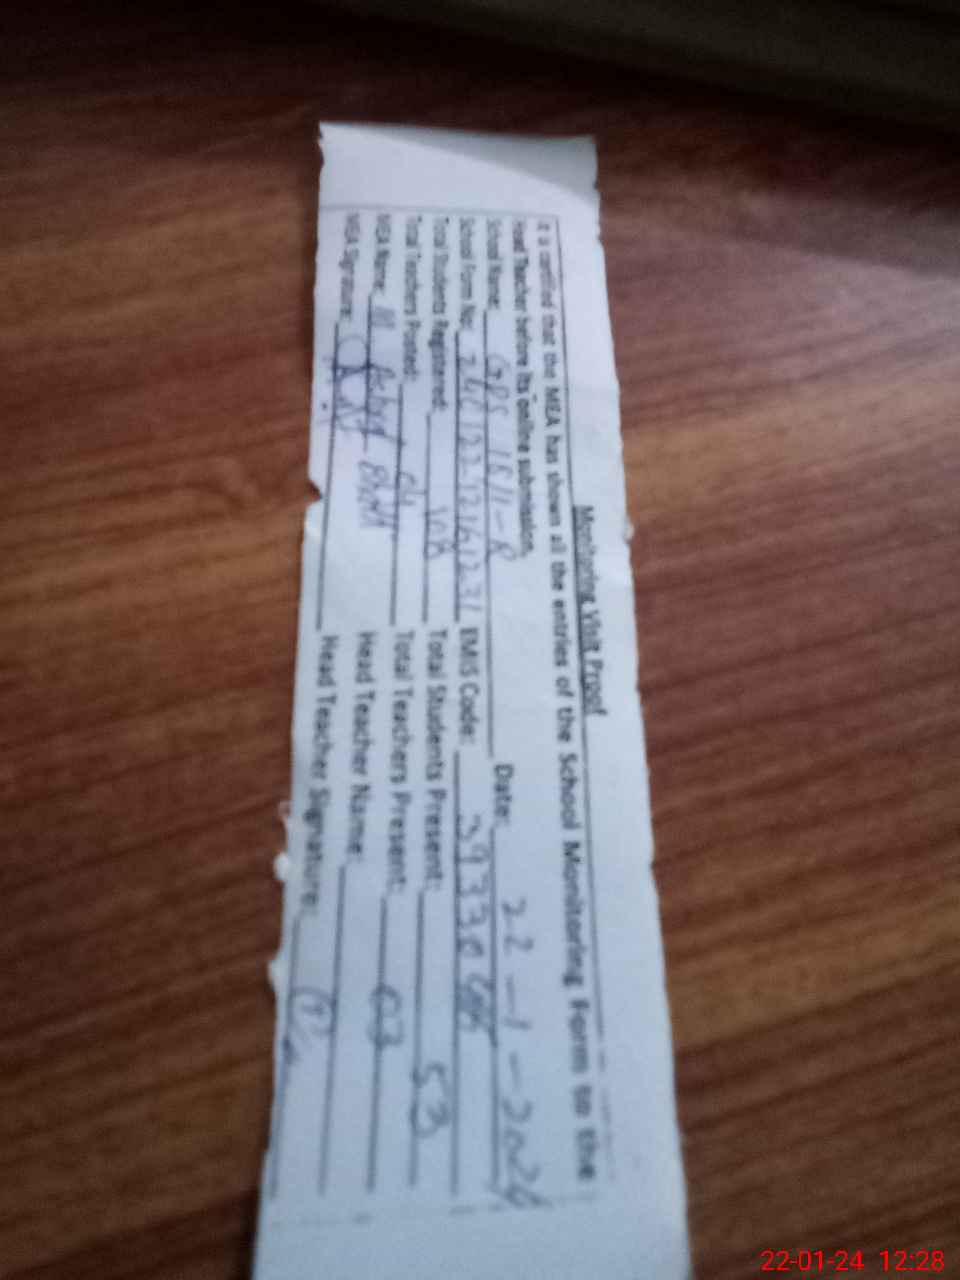 Monitoring Visit Proof
It is certified that the MEA has shown all the entries of the School Monitoring Form to the
Head Teacher before its online submission.
School Name: GPS 15/1-R Date: 22-1-2024
School Form No: EMIS Code:
Total Students Registered: 108 Total Students Present: 53
Total Teachers Posted: 04 Total Teachers Present: 03
MEA Name: M Head Teacher Name:
MEA Signature: Head Teacher Signature:
22-01-24 12:28